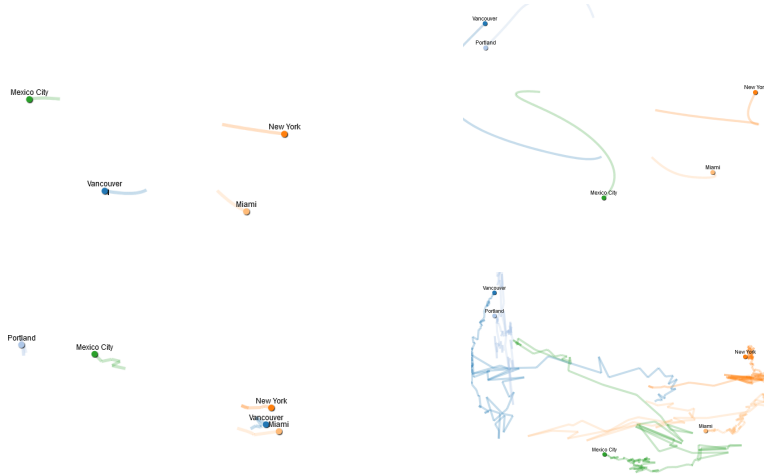 Vancouver
Portland
Mexico City
New York
New Yor
Vancouver
Miami
Mexico City
Miami
Vancouver
Portland
Portland
Mexico City
New York
New York
Vancouver
Miami
Miami
Mexico City